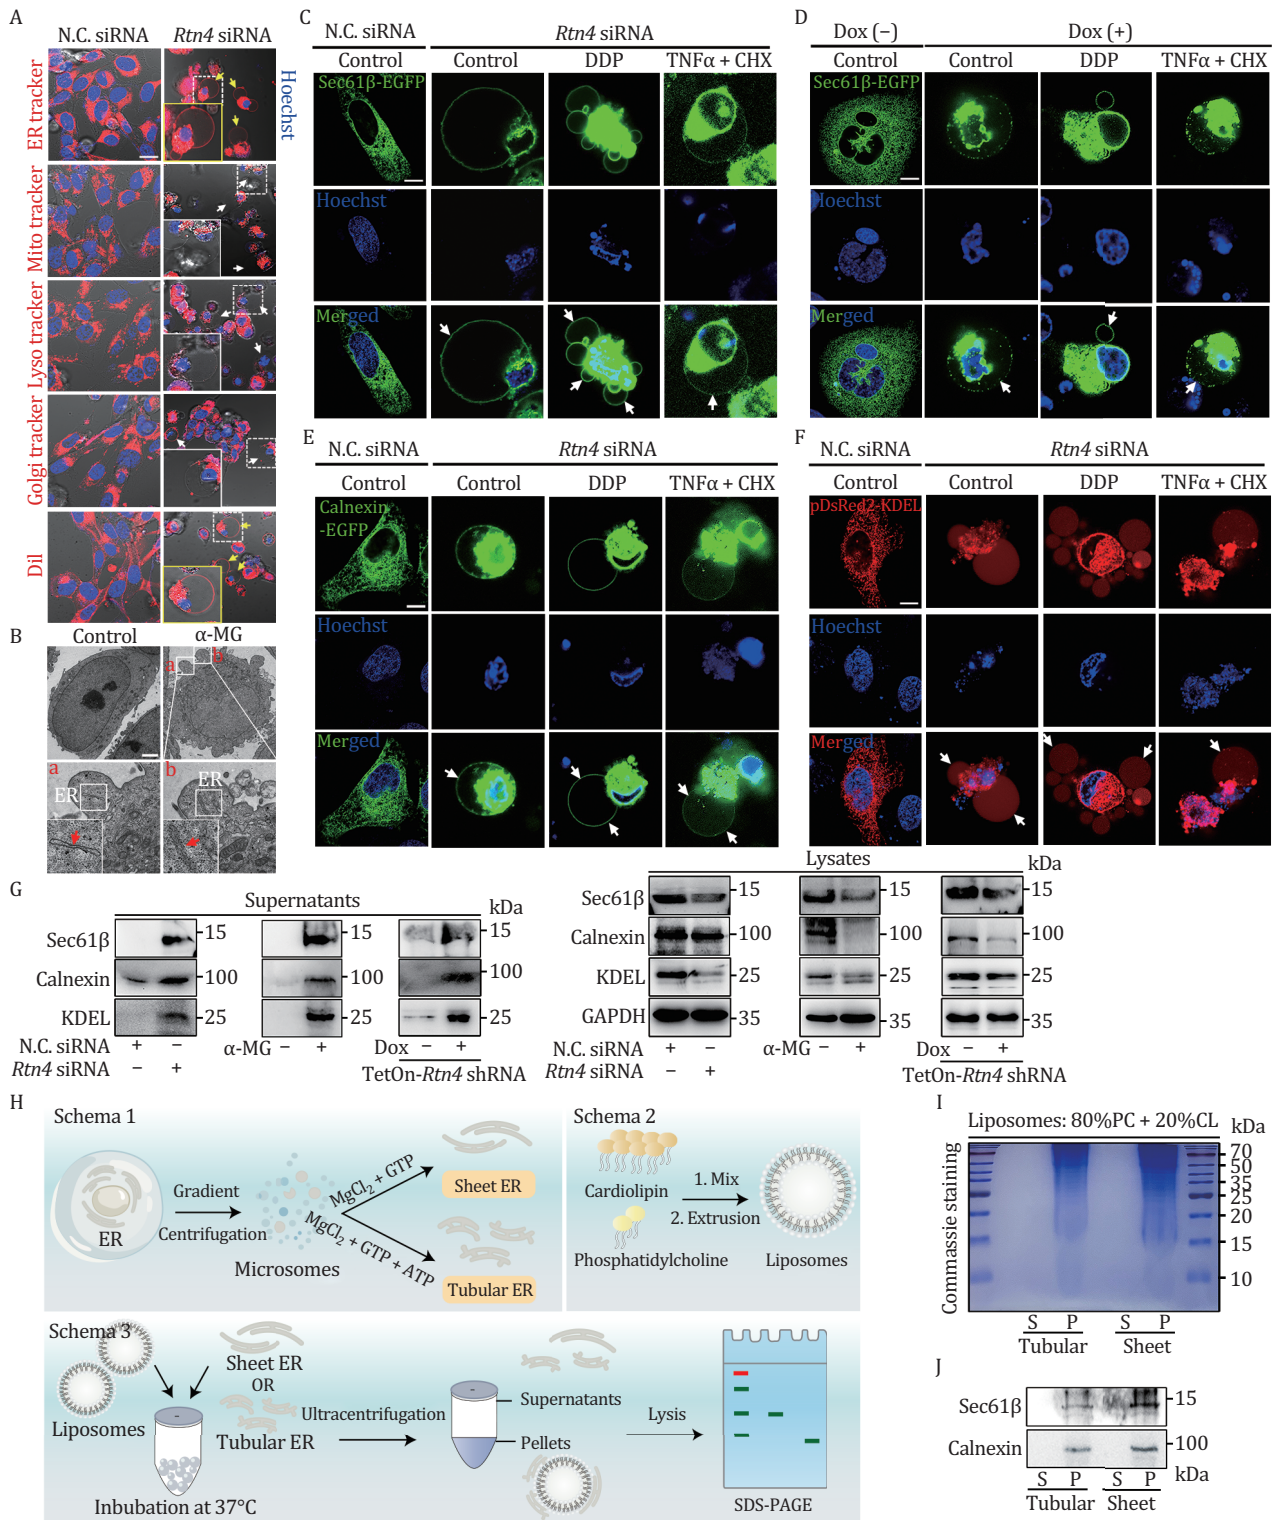 A
N.C. siRNA
Rtn4 siRNA
ER tracker
Mito tracker
Lyso tracker
Golgi tracker
Dil
Hoechst
B
Control
α-MG
a
b
a
ER
b
ER
C
N.C. siRNA
Rtn4 siRNA
Control
Control
DDP
TNFα + CHX
Sec61β-EGFP
Hoechst
Merged
D
Dox (−)
Dox (+)
Control
Control
DDP
TNFα + CHX
Sec61β-EGFP
Hoechst
Merged
E
N.C. siRNA
Rtn4 siRNA
Control
Control
DDP
TNFα + CHX
Calnexin
-EGFP
Hoechst
Merged
F
N.C. siRNA
Rtn4 siRNA
Control
Control
DDP
TNFα + CHX
pDsRed2-KDEL
Hoechst
Merged
G
Supernatants
kDa
Sec61β
15
15
15
Calnexin
100
100
100
KDEL
25
25
25
N.C. siRNA + −
Rtn4 siRNA − +
α-MG − +
Dox − +
TetOn-Rtn4 shRNA
Lysates
kDa
Sec61β
15
15
15
Calnexin
100
100
100
KDEL
25
25
25
GAPDH
35
35
35
N.C. siRNA + −
Rtn4 siRNA − +
α-MG − +
Dox − +
TetOn-Rtn4 shRNA
H
Schema 1
ER
Gradient
Centrifugation
Microsomes
MgCl2 + GTP
MgCl2 + GTP + ATP
Sheet ER
Tubular ER
Schema 2
Cardiolipin
Phosphatidylcholine
1. Mix
2. Extrusion
Liposomes
Schema 3
Liposomes
Sheet ER
OR
Tubular ER
Inbubation at 37°C
Ultracentrifugation
Supernatants
Pellets
Lysis
SDS-PAGE
I
Liposomes: 80%PC + 20%CL
kDa
Commassie staining
70
50
35
25
20
15
10
S P S P
Tubular Sheet
J
Sec61β
15
Calnexin
100
kDa
S P S P
Tubular Sheet